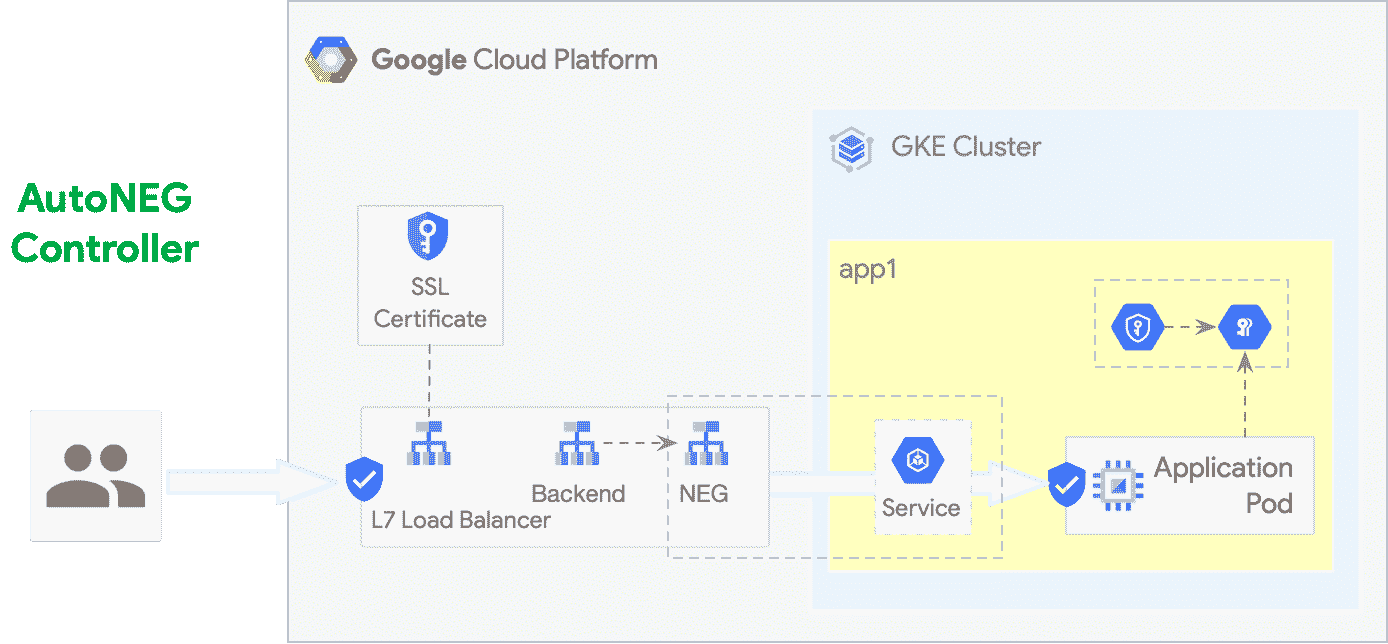 Google Cloud Platform
GKE Cluster
AutoNEG
Controller
app1
SSL
Certificate
Application
Pod
Backend
NEG
Service
L7 Load Balancer